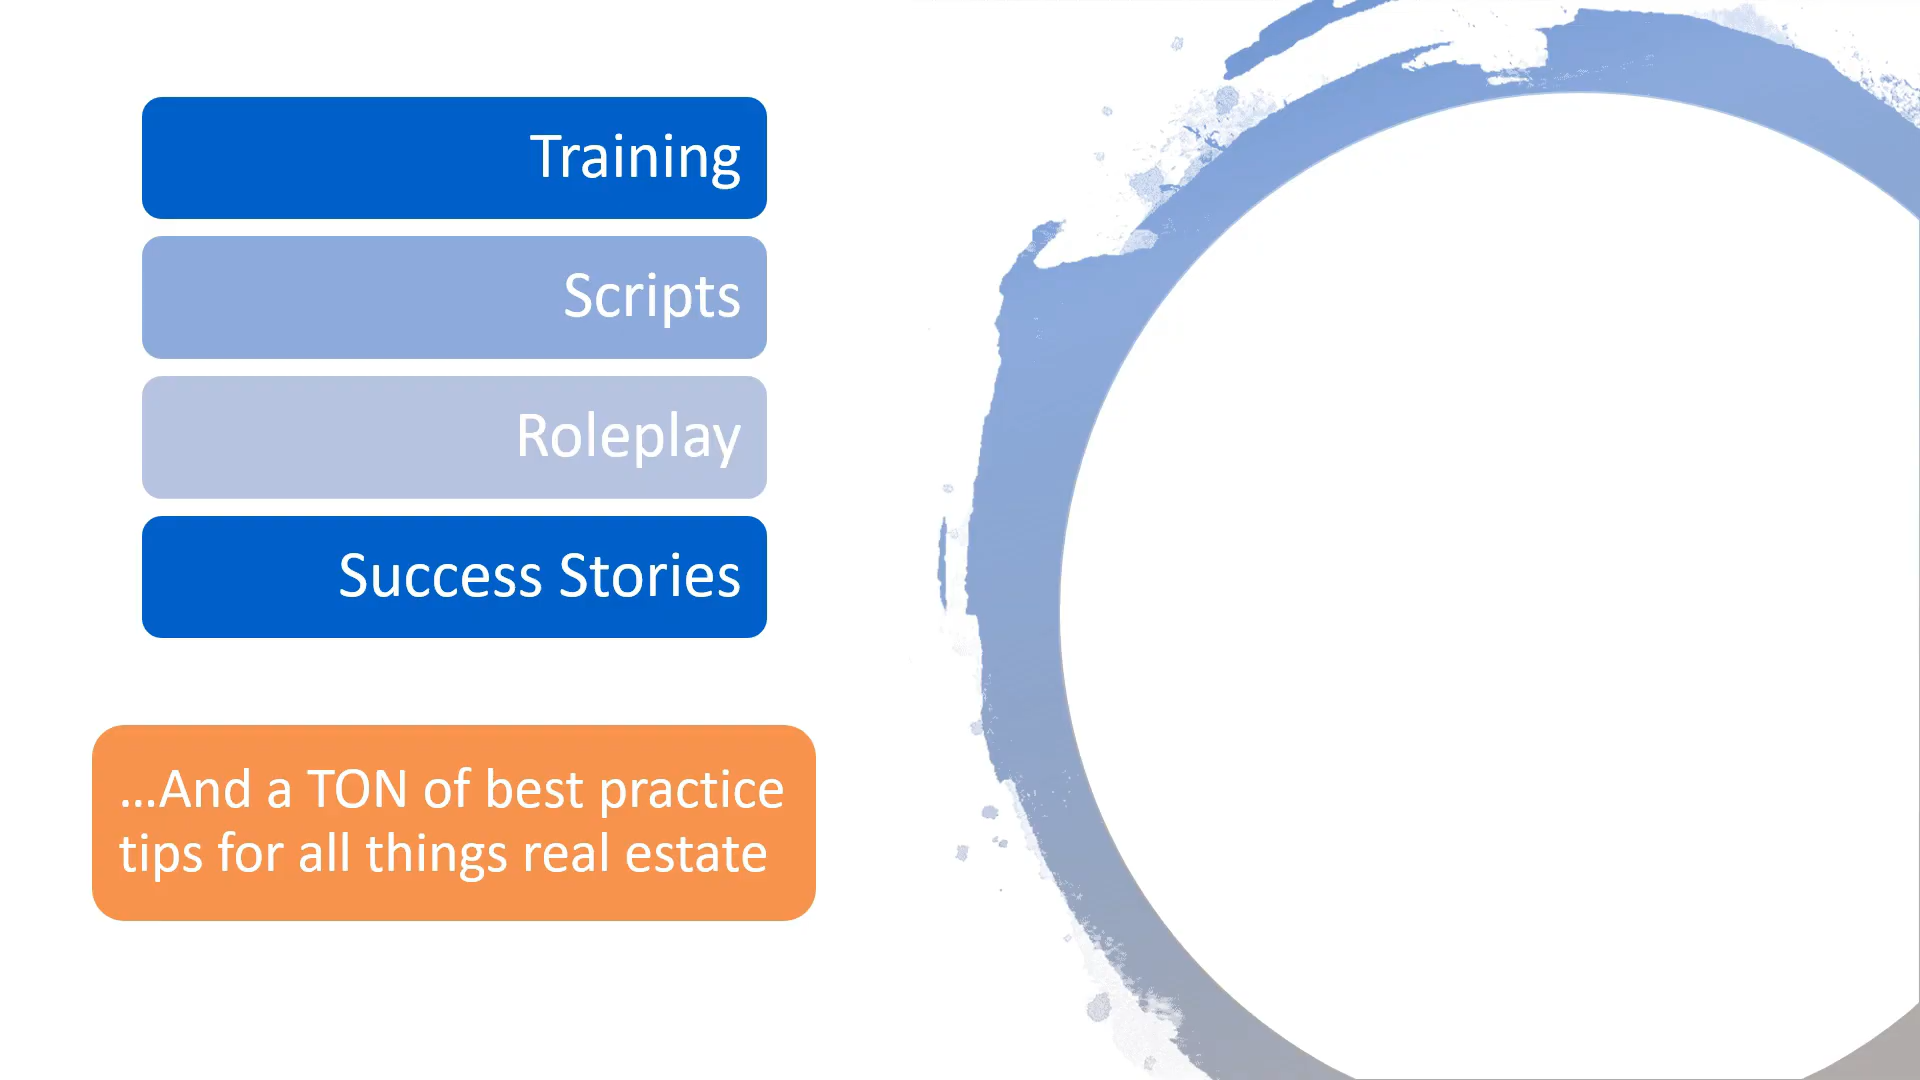 Training
Scripts
Roleplay
Success Stories
...And a TON of best practice
tips for all things real estate